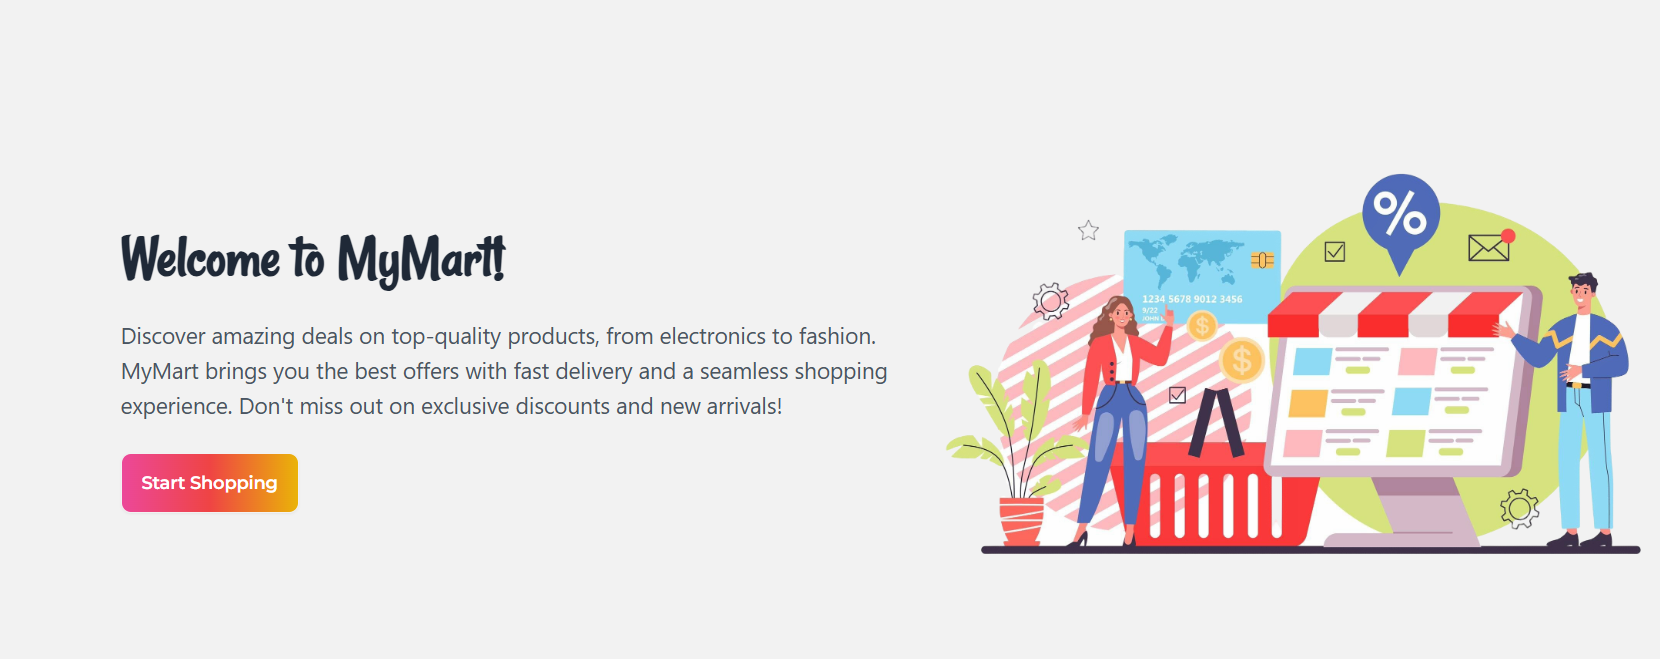 Welcome to MyMart!
Discover amazing deals on top-quality products, from electronics to fashion.
MyMart brings you the best offers with fast delivery and a seamless shopping
experience. Don't miss out on exclusive discounts and new arrivals!
Start Shopping
%
1234 5678 9012 3456
9/22
JOHN
$
$